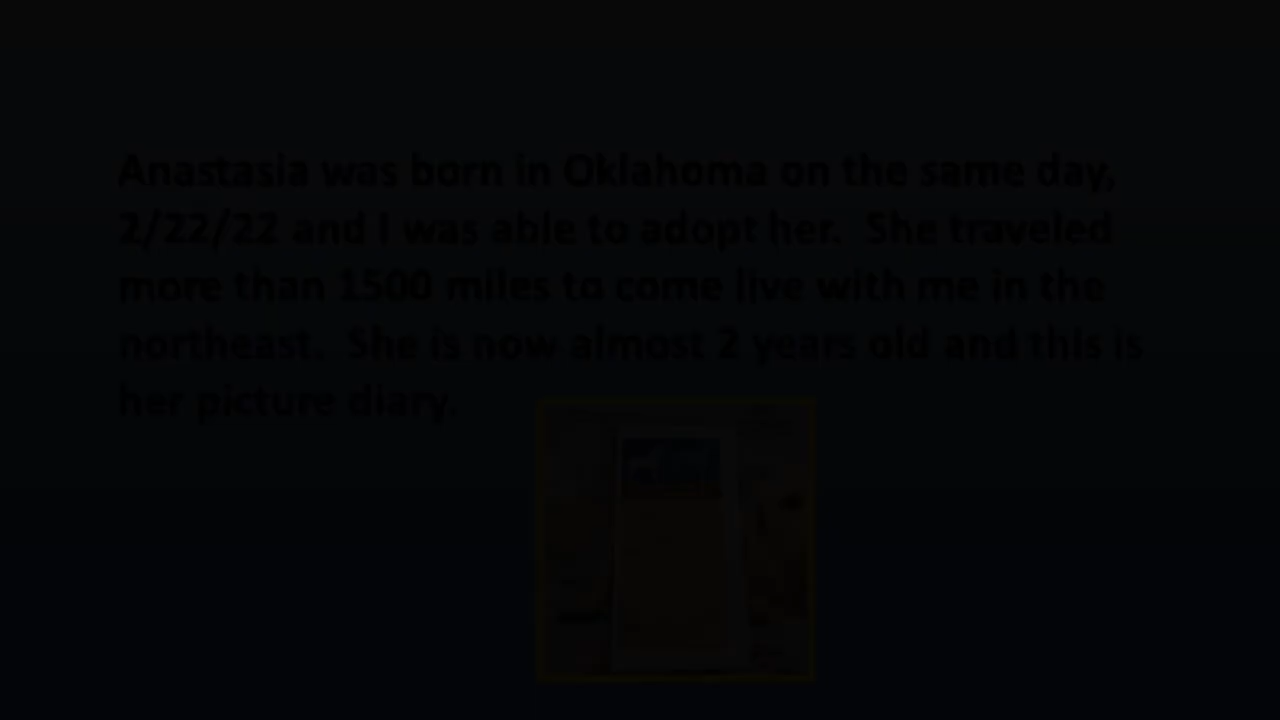 Anastasia was born in Oklahoma on the same day,
2/22/22 and I was able to adopt her.  She traveled
more than 1500 miles to come live with me in the
northeast.  She is now almost 2 years old and this is
her picture diary.